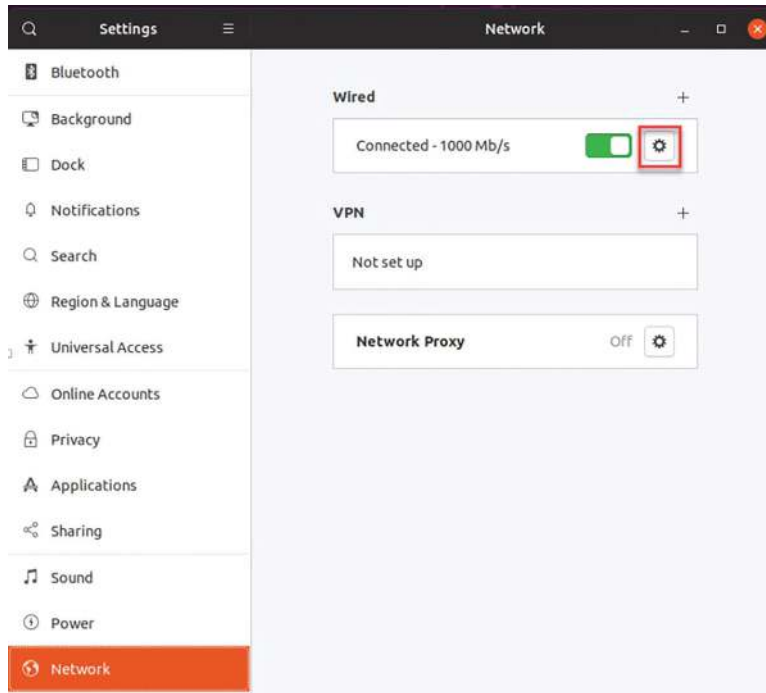 Settings
Network
Bluetooth
Background
Dock
Notifications
Search
Region & Language
Universal Access
Online Accounts
Privacy
Applications
Sharing
Sound
Power
Network
Wired
Connected - 1000 Mb/s
VPN
Not set up
Network Proxy Off